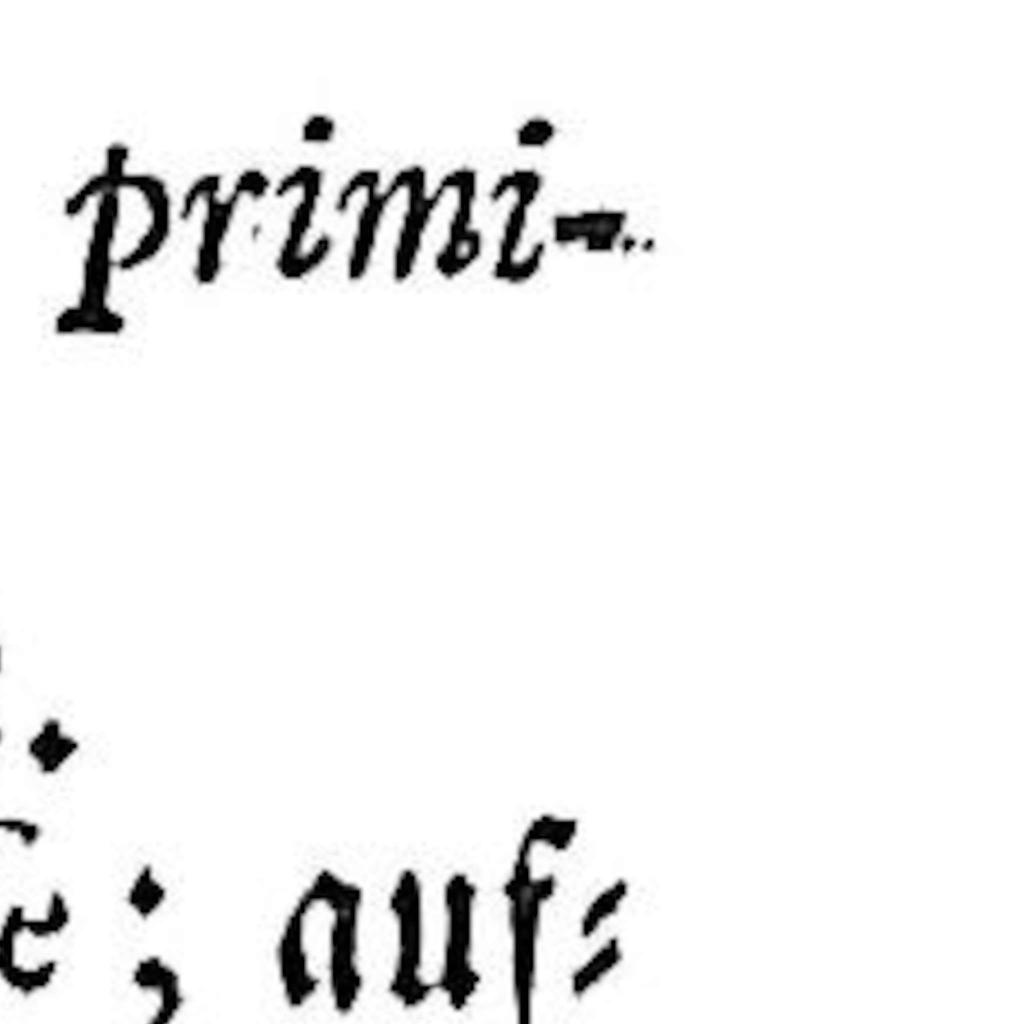 primi-
.
e ; auf⸗